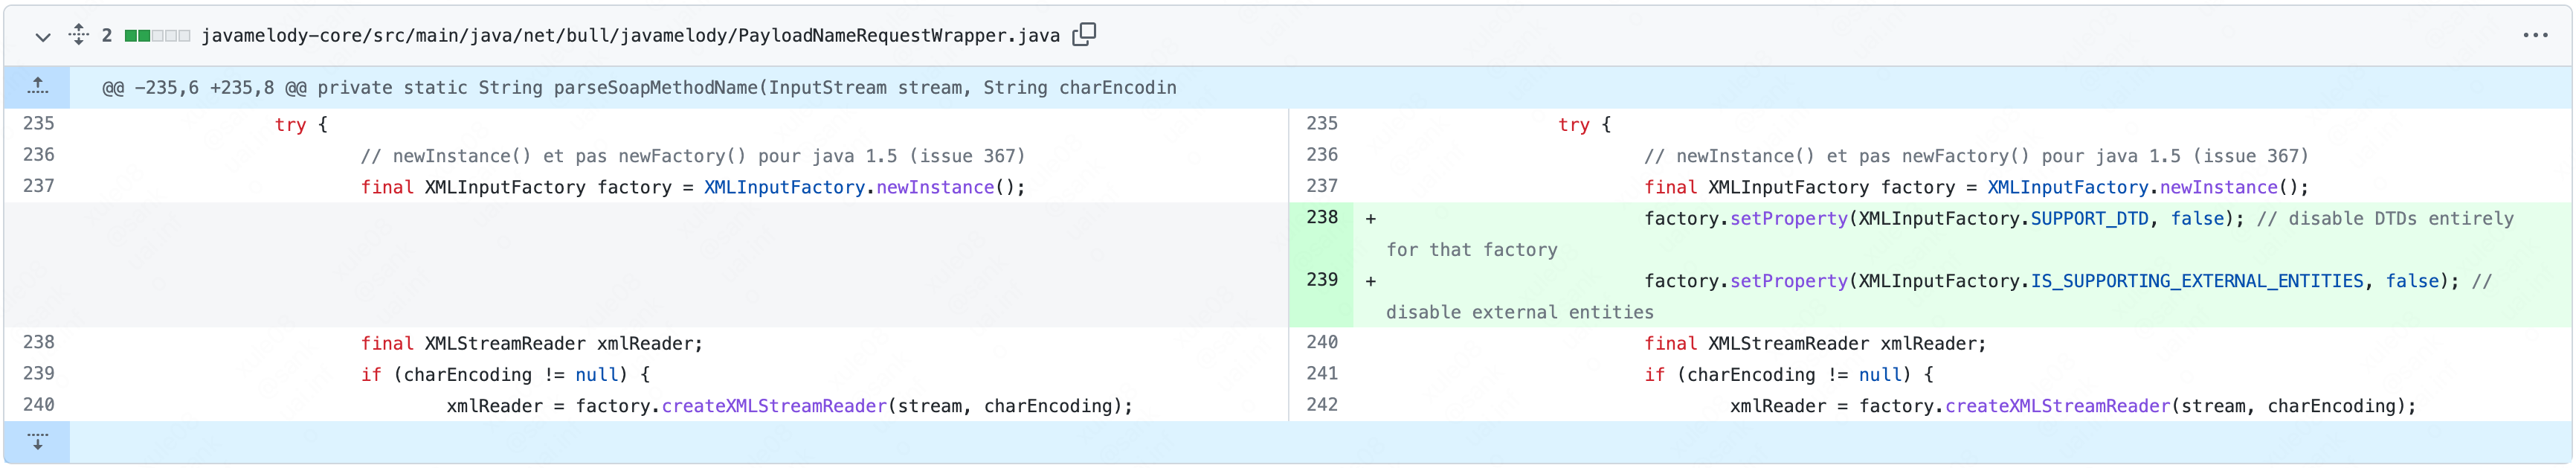 2 javamelody-core/src/main/java/net/bull/javamelody/PayloadNameRequestWrapper.java
@@ -235,6 +235,8 @@ private static String parseSoapMethodName(InputStream stream, String charEncodin
235 try {
236 // newInstance() et pas newFactory() pour java 1.5 (issue 367)
237 final XMLInputFactory factory = XMLInputFactory.newInstance();
238 final XMLStreamReader xmlReader;
239 if (charEncoding != null) {
240 xmlReader = factory.createXMLStreamReader(stream, charEncoding);
235 try {
236 // newInstance() et pas newFactory() pour java 1.5 (issue 367)
237 final XMLInputFactory factory = XMLInputFactory.newInstance();
238 + factory.setProperty(XMLInputFactory.SUPPORT_DTD, false); // disable DTDs entirely
for that factory
239 + factory.setProperty(XMLInputFactory.IS_SUPPORTING_EXTERNAL_ENTITIES, false); //
disable external entities
240 final XMLStreamReader xmlReader;
241 if (charEncoding != null) {
242 xmlReader = factory.createXMLStreamReader(stream, charEncoding);